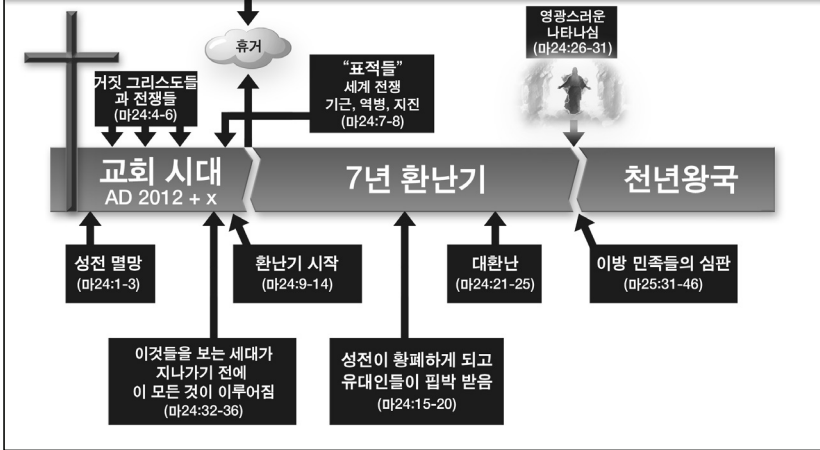 영광스러운
나타나심
(마24:26-31)
휴거
거짓 그리스도들
과 전쟁들
(마24:4-6)
“표적들”
세계 전쟁
기근, 역병, 지진
(마24:7-8)
교회 시대
AD 2012 + x
7년 환난기
천년왕국
성전 멸망
(마24:1-3)
환난기 시작
(마24:9-14)
대환난
(마24:21-25)
이방 민족들의 심판
(마25:31-46)
이것들을 보는 세대가
지나가기 전에
이 모든 것이 이루어짐
(마24:32-36)
성전이 황폐하게 되고
유대인들이 핍박 받음
(마24:15-20)